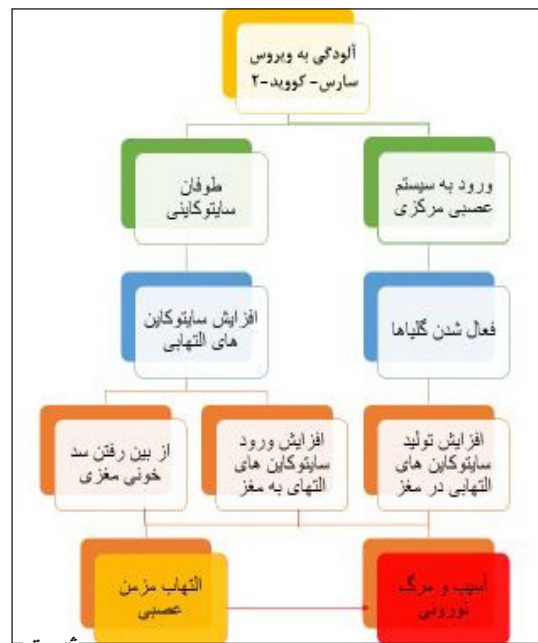 آلودگی به ویروس
سارس- کووید-۲
ورود به سیستم
عصبی مرکزی
طوفان
سایتوکاینی
فعال شدن گلیاها
افزایش سایتوکاین
های التهابی
افزایش تولید
سایتوکاین های
التهابی در مغز
افزایش ورود
سایتوکاین های
التهای به مغز
از بین رفتن سد
خونی مغزی
آسیب و مرگ
نورونی
التهاب مزمن
عصبی